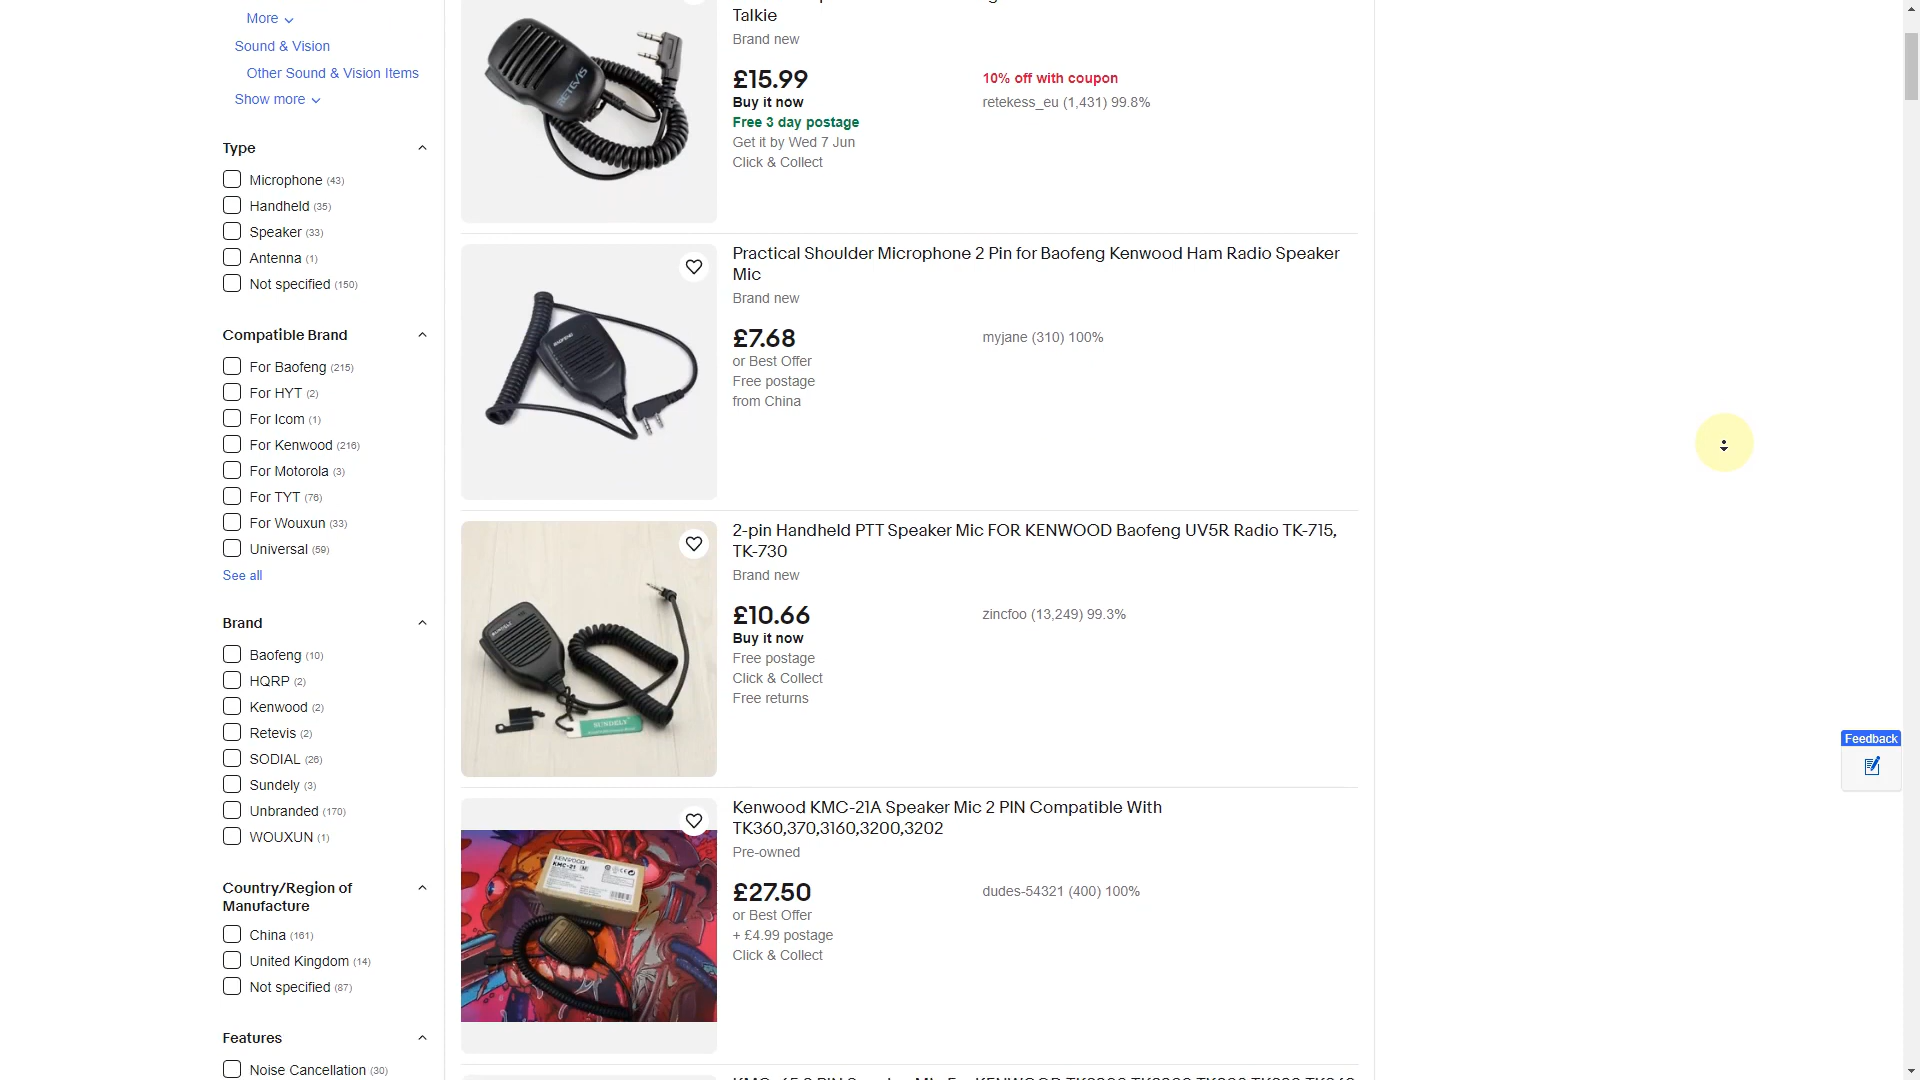 More
Sound & Vision
Other Sound & Vision Items
Show more
Type
Microphone (43)
Handheld (35)
Speaker (33)
Antenna (1)
Not specified (150)
Compatible Brand
For Baofeng (215)
For HYT (2)
For Icom (1)
For Kenwood (216)
For Motorola (3)
For TYT (76)
For Wouxun (33)
Universal (59)
See all
Brand
Baofeng (10)
HQRP (2)
Kenwood (2)
Retevis (2)
SODIAL (26)
Sundely (3)
Unbranded (170)
WOUXUN (1)
Country/Region of
Manufacture
China (161)
United Kingdom (14)
Not specified (87)
Features
Noise Cancellation (30)
RETEVIS
Talkie
Brand new
£15.99
Buy it now
Free 3 day postage
Get it by Wed 7 Jun
Click & Collect
10% off with coupon
retekess_eu (1,431) 99.8%
BAOFENG
Practical Shoulder Microphone 2 Pin for Baofeng Kenwood Ham Radio Speaker
Mic
Brand new
£7.68
or Best Offer
Free postage
from China
myjane (310) 100%
SUNDELY
2-pin Handheld PTT Speaker Mic FOR KENWOOD Baofeng UV5R Radio TK-715,
TK-730
Brand new
£10.66
Buy it now
Free postage
Click & Collect
Free returns
zincfoo (13,249) 99.3%
KENWOOD
KMC-21
Kenwood KMC-21A Speaker Mic 2 PIN Compatible With
TK360,370,3160,3200,3202
Pre-owned
£27.50
or Best Offer
+ £4.99 postage
Click & Collect
dudes-54321 (400) 100%
Feedback